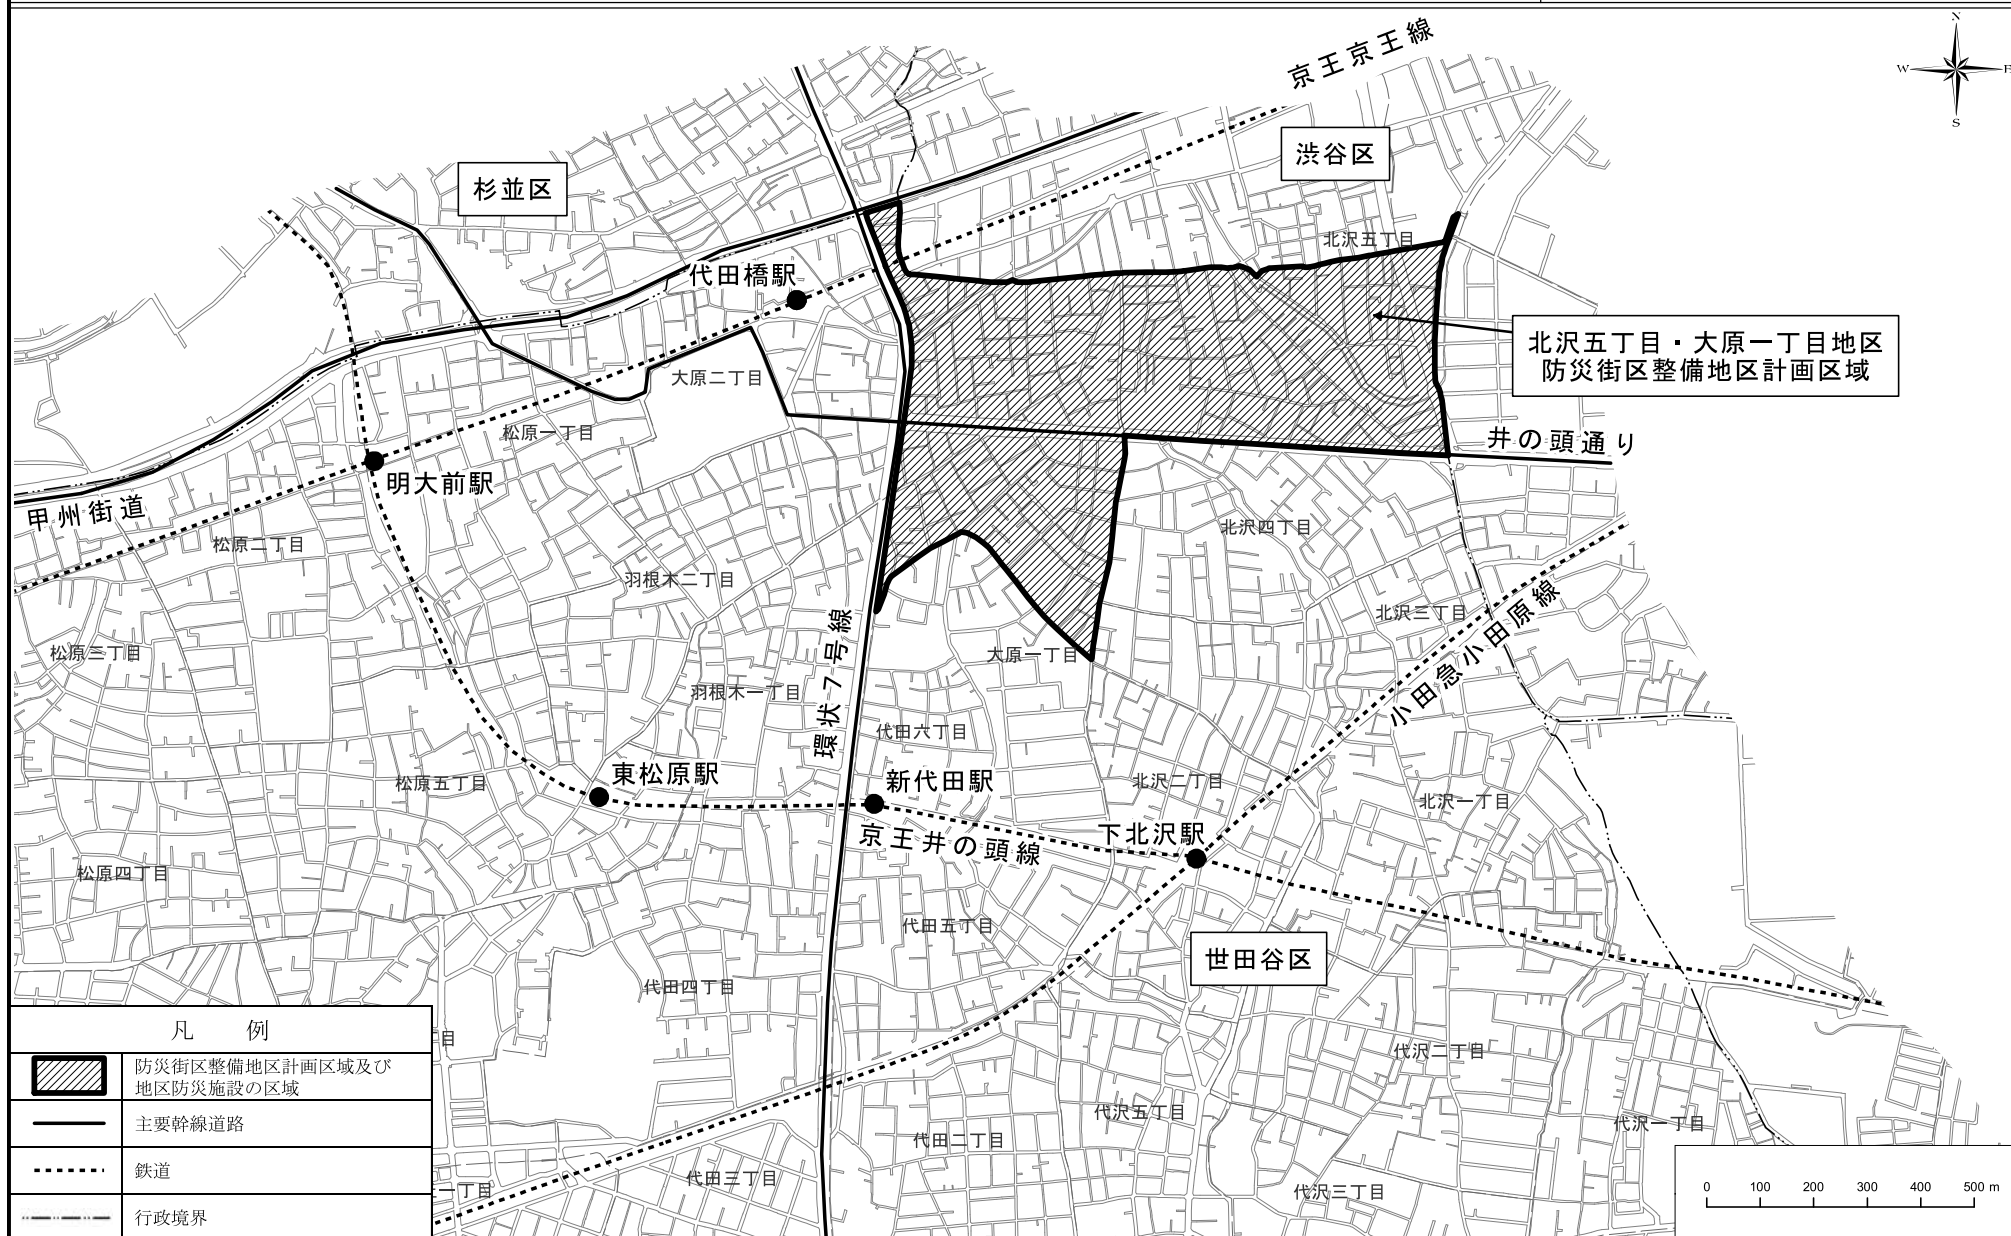 N
W
E
S
京王京王線
渋谷区
杉並区
北沢五丁目
代田橋駅
北沢五丁目・大原一丁目地区
防災街区整備地区計画区域
大原二丁目
松原一丁目
井の頭通り
明大前駅
甲州街道
松原二丁目
北沢四丁目
羽根木二丁目
北沢三丁目
小田急小田原線
松原三丁目
大原一丁目
羽根木一丁目
環状7号線
代田六丁目
東松原駅
松原五丁目
新代田駅
北沢二丁目
北沢一丁目
京王井の頭線
下北沢駅
松原四丁目
代田五丁目
世田谷区
代田四丁目
代沢二丁目
代沢五丁目
代沢一丁目
代田二丁目
代田三丁目
代沢三丁目
目
一丁目
凡 例
防災街区整備地区計画区域及び
地区防災施設の区域
主要幹線道路
鉄道
行政境界
0 100 200 300 400 500 m